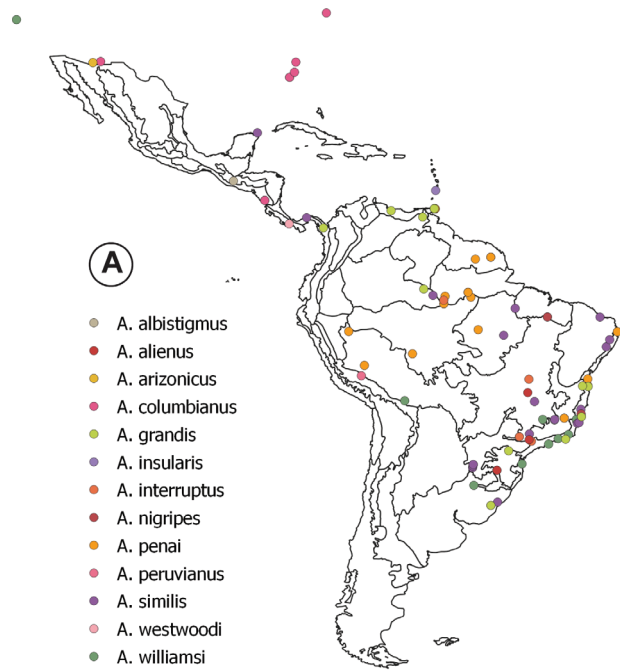 A
A. albistigmus
A. alienus
A. arizonicus
A. columbianus
A. grandis
A. insularis
A. interruptus
A. nigripes
A. penai
A. peruvianus
A. similis
A. westwoodi
A. williamsi